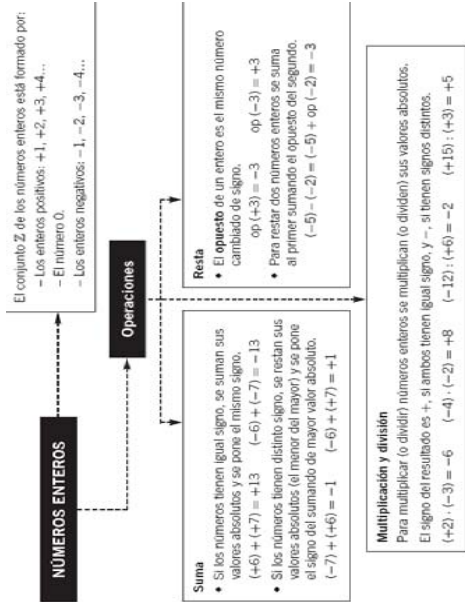 NÚMEROS ENTEROS
El conjunto ℤ de los números enteros está formado por:
– Los enteros positivos: +1, +2, +3, +4...
– El número 0.
– Los enteros negativos: −1, −2, −3, −4...
Operaciones
Suma
• Si los números tienen igual signo, se suman sus
valores absolutos y se pone el mismo signo.
(+6) + (+7) = +13 (−6) + (−7) = −13
• Si los números tienen distinto signo, se restan sus
valores absolutos (el menor del mayor) y se pone
el signo del sumando de mayor valor absoluto.
(−7) + (+6) = −1 (−6) + (+7) = +1
Resta
• El opuesto de un entero es el mismo número
cambiado de signo.
op (+3) = −3 op (−3) = +3
• Para restar dos números enteros se suma
al primer sumando el opuesto del segundo.
(−5) − (−2) = (−5) + op (−2) = −3
Multiplicación y división
Para multiplicar (o dividir) números enteros se multiplican (o dividen) sus valores absolutos.
El signo del resultado es +, si ambos tienen igual signo, y −, si tienen signos distintos.
(+2) · (−3) = −6 (−4) · (−2) = +8 (−12) : (+6) = −2 (+15) : (+3) = +5